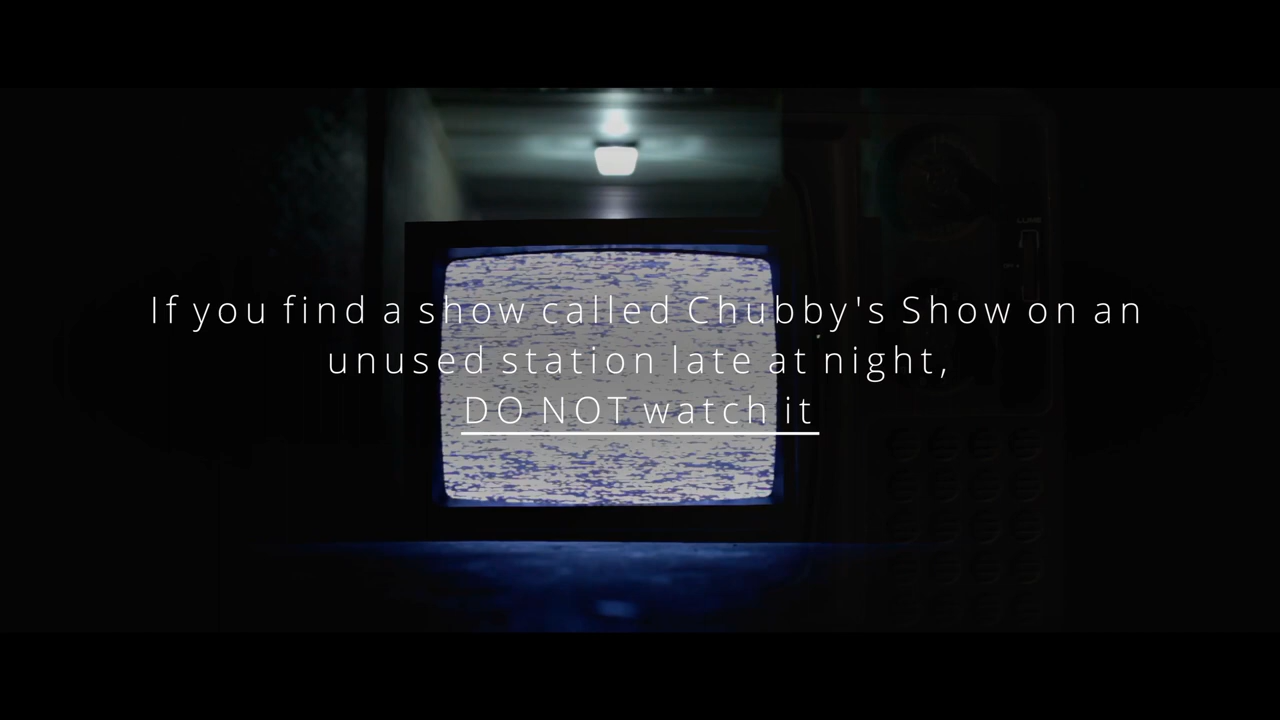 If you find a show called Chubby's Show on an
unused station late at night,
DO NOT watch it